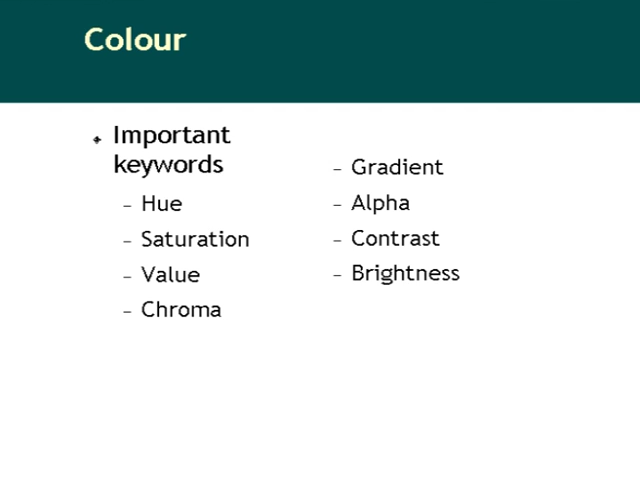 Colour
Important
keywords
– Hue
– Saturation
– Value
– Chroma
– Gradient
– Alpha
– Contrast
– Brightness